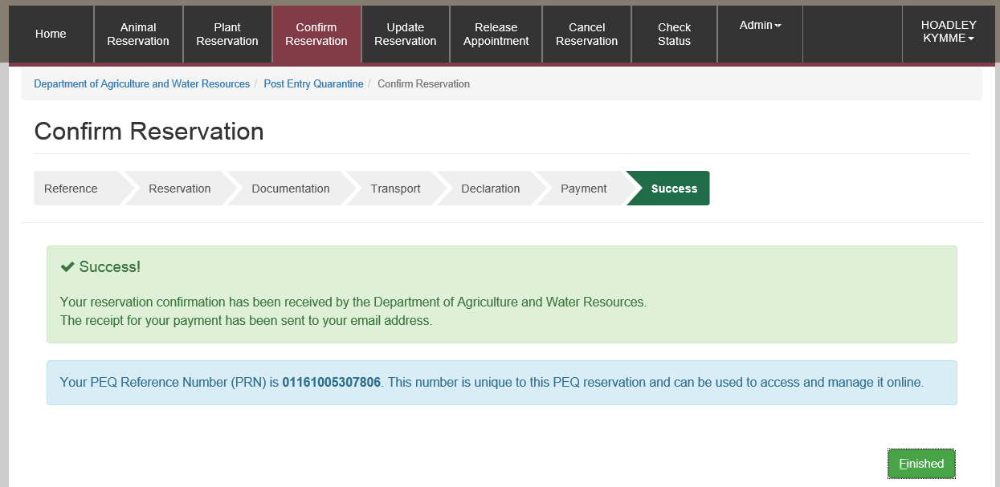 Home
Animal
Reservation
Plant
Reservation
Confirm
Reservation
Update
Reservation
Release
Appointment
Cancel
Reservation
Check
Status
Admin
HOADLEY
KYMME
Department of Agriculture and Water Resources / Post Entry Quarantine / Confirm Reservation
Confirm Reservation
Reference Reservation Documentation Transport Declaration Payment Success
Success!
Your reservation confirmation has been received by the Department of Agriculture and Water Resources.
The receipt for your payment has been sent to your email address.
Your PEQ Reference Number (PRN) is 01161005307806. This number is unique to this PEQ reservation and can be used to access and manage it online.
Finished